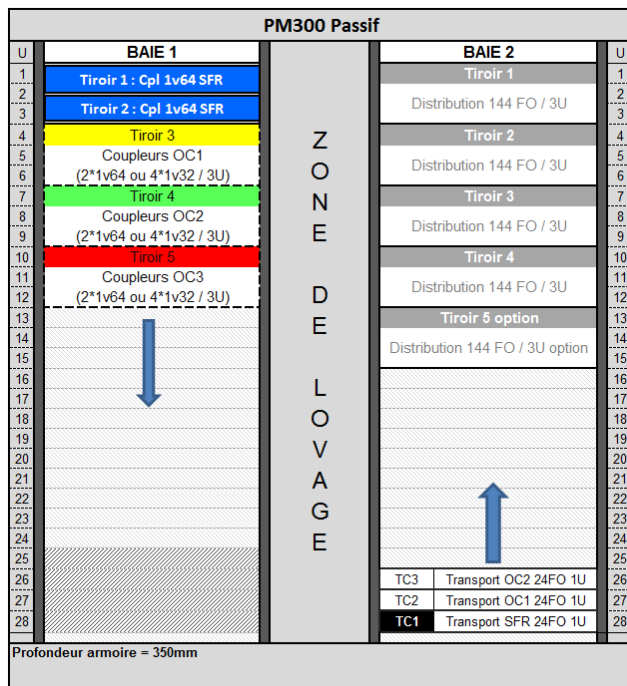 PM300 Passif
U BAIE 1 BAIE 2 U
1 Tiroir 1 : Cpl 1v64 SFR Tiroir 1 1
2 Distribution 144 FO / 3U 2
3 Tiroir 2 : Cpl 1v64 SFR 3
4 Tiroir 3 Tiroir 2 4
5 Coupleurs OC1 Distribution 144 FO / 3U 5
6 (2*1v64 ou 4*1v32 / 3U) 6
7 Tiroir 4 Tiroir 3 7
8 Coupleurs OC2 Distribution 144 FO / 3U 8
9 (2*1v64 ou 4*1v32 / 3U) 9
10 Tiroir 5 Tiroir 4 10
11 Coupleurs OC3 Distribution 144 FO / 3U 11
12 (2*1v64 ou 4*1v32 / 3U) 12
13 Tiroir 5 option 13
14 Distribution 144 FO / 3U option 14
15 15
16 16
17 17
18 18
19 19
20 20
21 21
22 22
23 23
24 24
25 25
26 TC3 Transport OC2 24FO 1U 26
27 TC2 Transport OC1 24FO 1U 27
28 TC1 Transport SFR 24FO 1U 28
ZONE DE LOVAGE
Profondeur armoire = 350mm